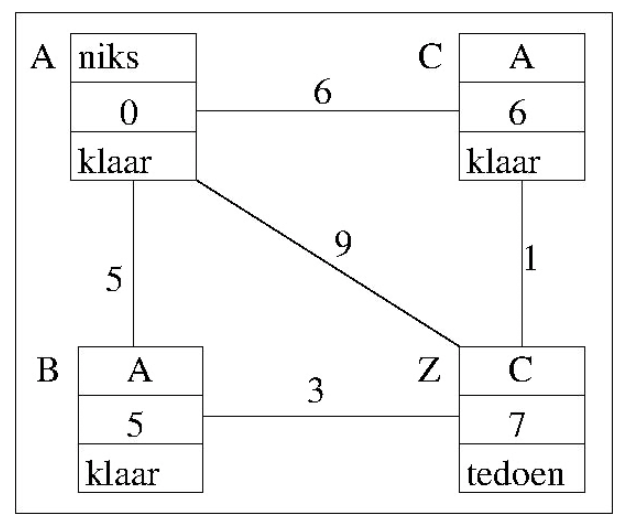 A niks C A
0 6 6
klaar klaar
5 9 1
B A Z C
5 3 7
klaar tedoen